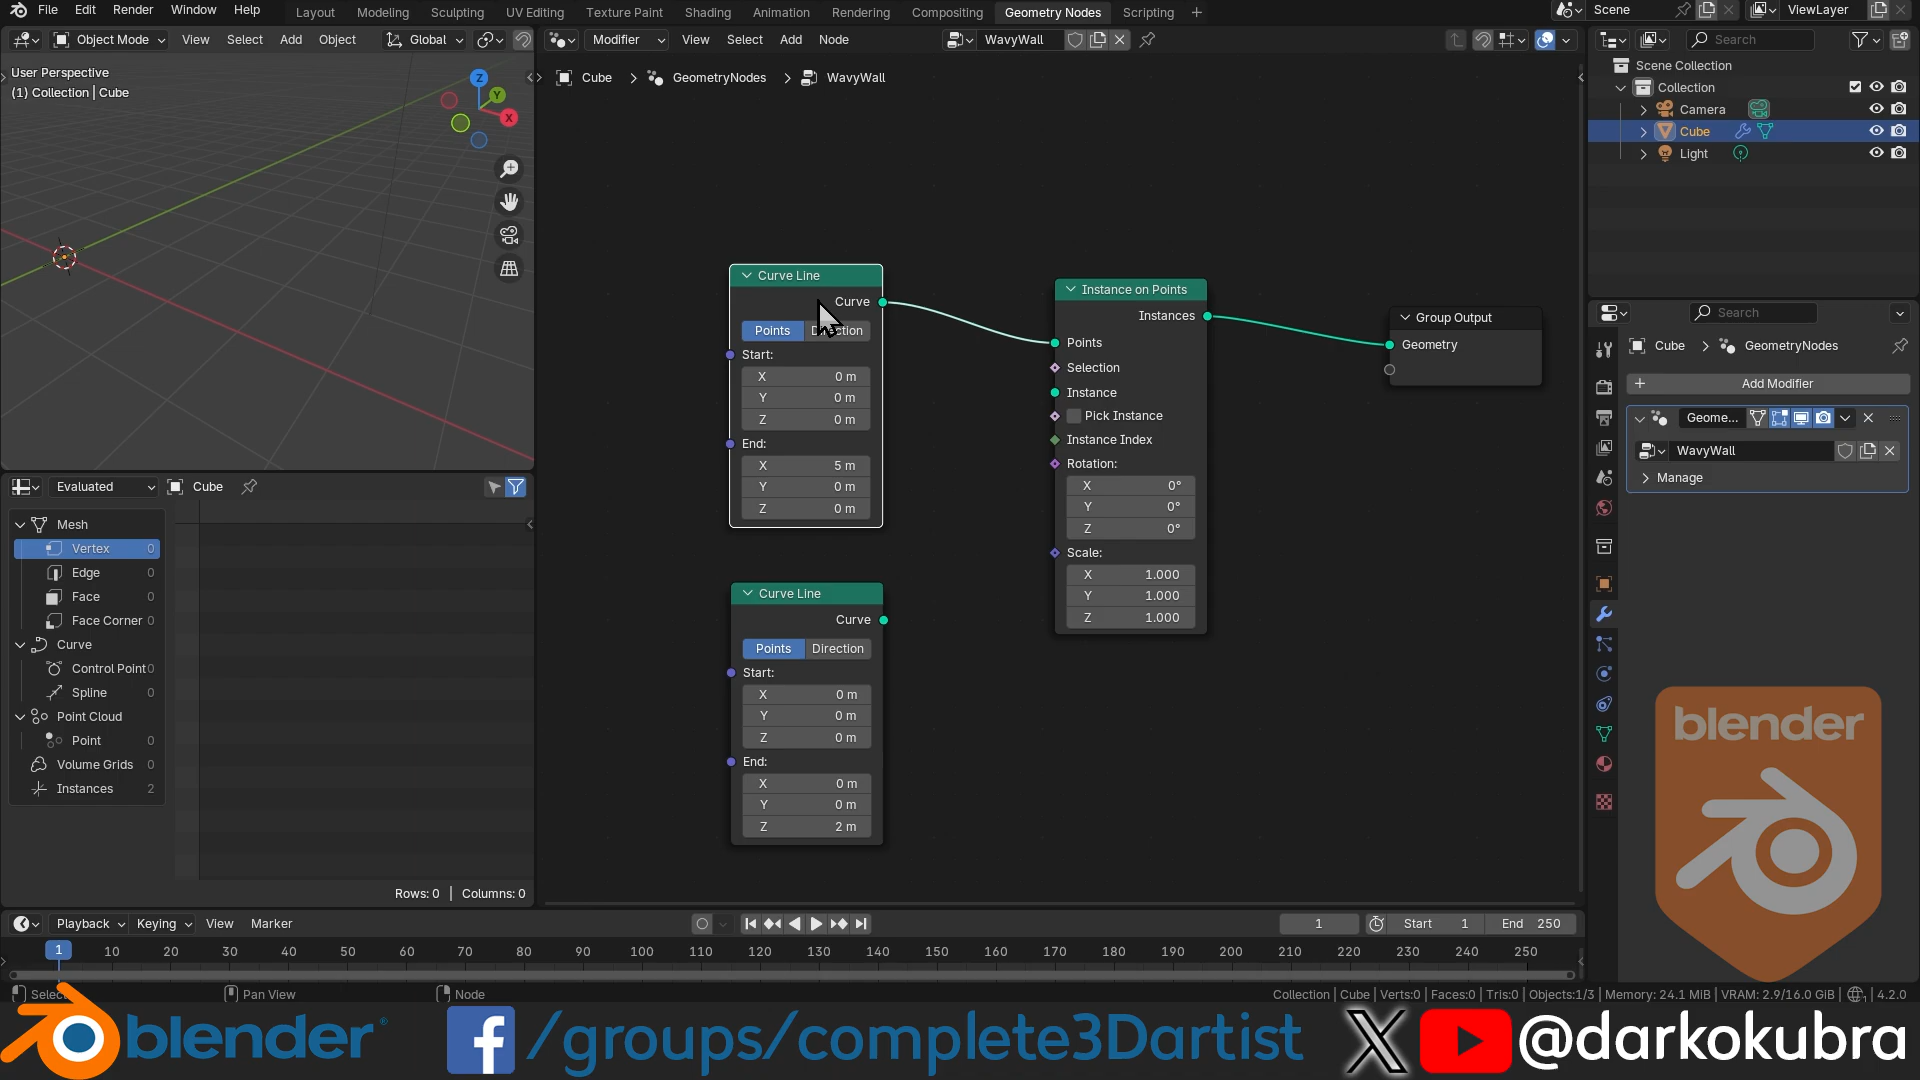 File Edit Render Window Help Layout Modeling Sculpting UV Editing Texture Paint Shading Animation Rendering Compositing Geometry Nodes Scripting + Scene ViewLayer
Object Mode View Select Add Object Global
User Perspective
(1) Collection | Cube
Z
Y
X
Modifier View Select Add Node WavyWall
Cube > GeometryNodes > WavyWall
Curve Line
Curve
Points Direction
Start:
X 0 m
Y 0 m
Z 0 m
End:
X 5 m
Y 0 m
Z 0 m
Curve Line
Curve
Points Direction
Start:
X 0 m
Y 0 m
Z 0 m
End:
X 0 m
Y 0 m
Z 2 m
Instance on Points
Instances
Points
Selection
Instance
Pick Instance
Instance Index
Rotation:
X 0°
Y 0°
Z 0°
Scale:
X 1.000
Y 1.000
Z 1.000
Group Output
Geometry
Search
Scene Collection
Collection
Camera
Cube
Light
Search
Cube > GeometryNodes
+ Add Modifier
Geome...
WavyWall
Manage
blender
Evaluated Cube
Mesh
Vertex 0
Edge 0
Face 0
Face Corner 0
Curve
Control Point 0
Spline 0
Point Cloud
Point 0
Volume Grids 0
Instances 2
Rows: 0 | Columns: 0
Playback Keying View Marker 1 Start 1 End 250
1 10 20 30 40 50 60 70 80 90 100 110 120 130 140 150 160 170 180 190 200 210 220 230 240 250
Select Pan View Node Collection | Cube | Verts:0 | Faces:0 | Tris:0 | Objects:1/3 | Memory: 24.1 MiB | VRAM: 2.9/16.0 GiB | 4.2.0
blender® f /groups/complete3Dartist X @darkokubra